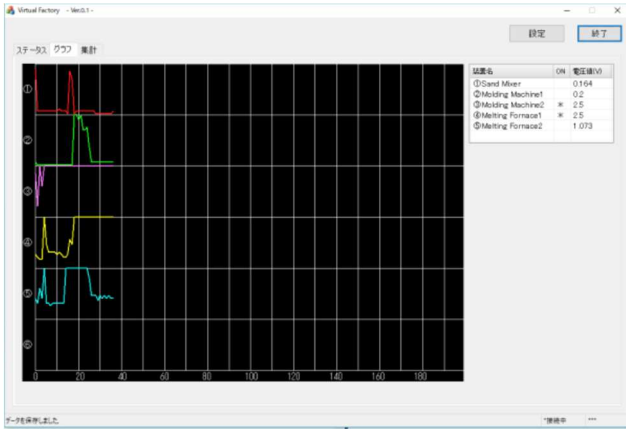 Virtual Factory - Ver.0.1 -
設定 終了
ステータス グラフ 集計
装置名 ON 電圧値(V)
①Sand Mixer 0.164
②Molding Machine1 0.2
③Molding Machine2 * 2.5
④Melting Fornace1 * 2.5
⑤Melting Fornace2 1.073
①
②
③
④
⑤
⑥
0 20 40 60 80 100 120 140 160 180
データを保存しました *接続中 ***